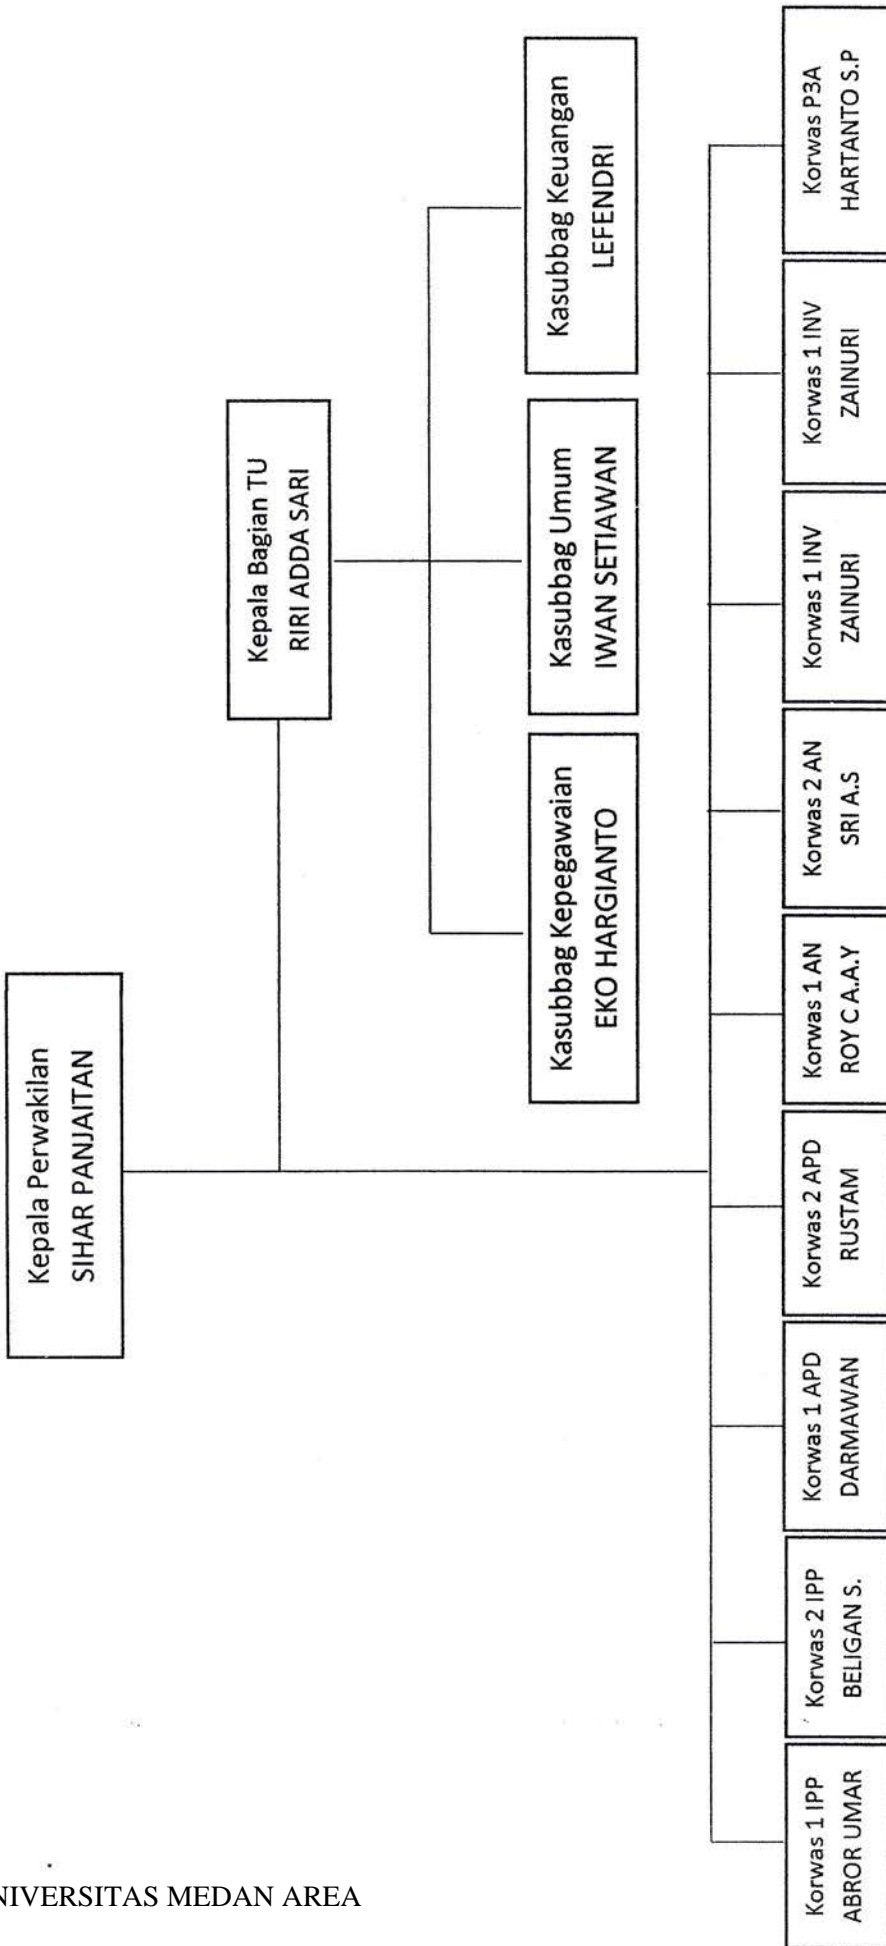 Kepala Perwakilan
SIHAR PANJAITAN
Kepala Bagian TU
RIRI ADDA SARI
Kasubbag Kepegawaian
EKO HARGIANTO
Kasubbag Umum
IWAN SETIAWAN
Kasubbag Keuangan
LEFENDRI
Korwas 1 IPP
ABROR UMAR
Korwas 2 IPP
BELIGAN S.
Korwas 1 APD
DARMAWAN
Korwas 2 APD
RUSTAM
Korwas 1 AN
ROY C A.A.Y
Korwas 2 AN
SRI A.S
Korwas 1 INV
ZAINURI
Korwas 1 INV
ZAINURI
Korwas P3A
HARTANTO S.P
NIVERSITAS MEDAN AREA